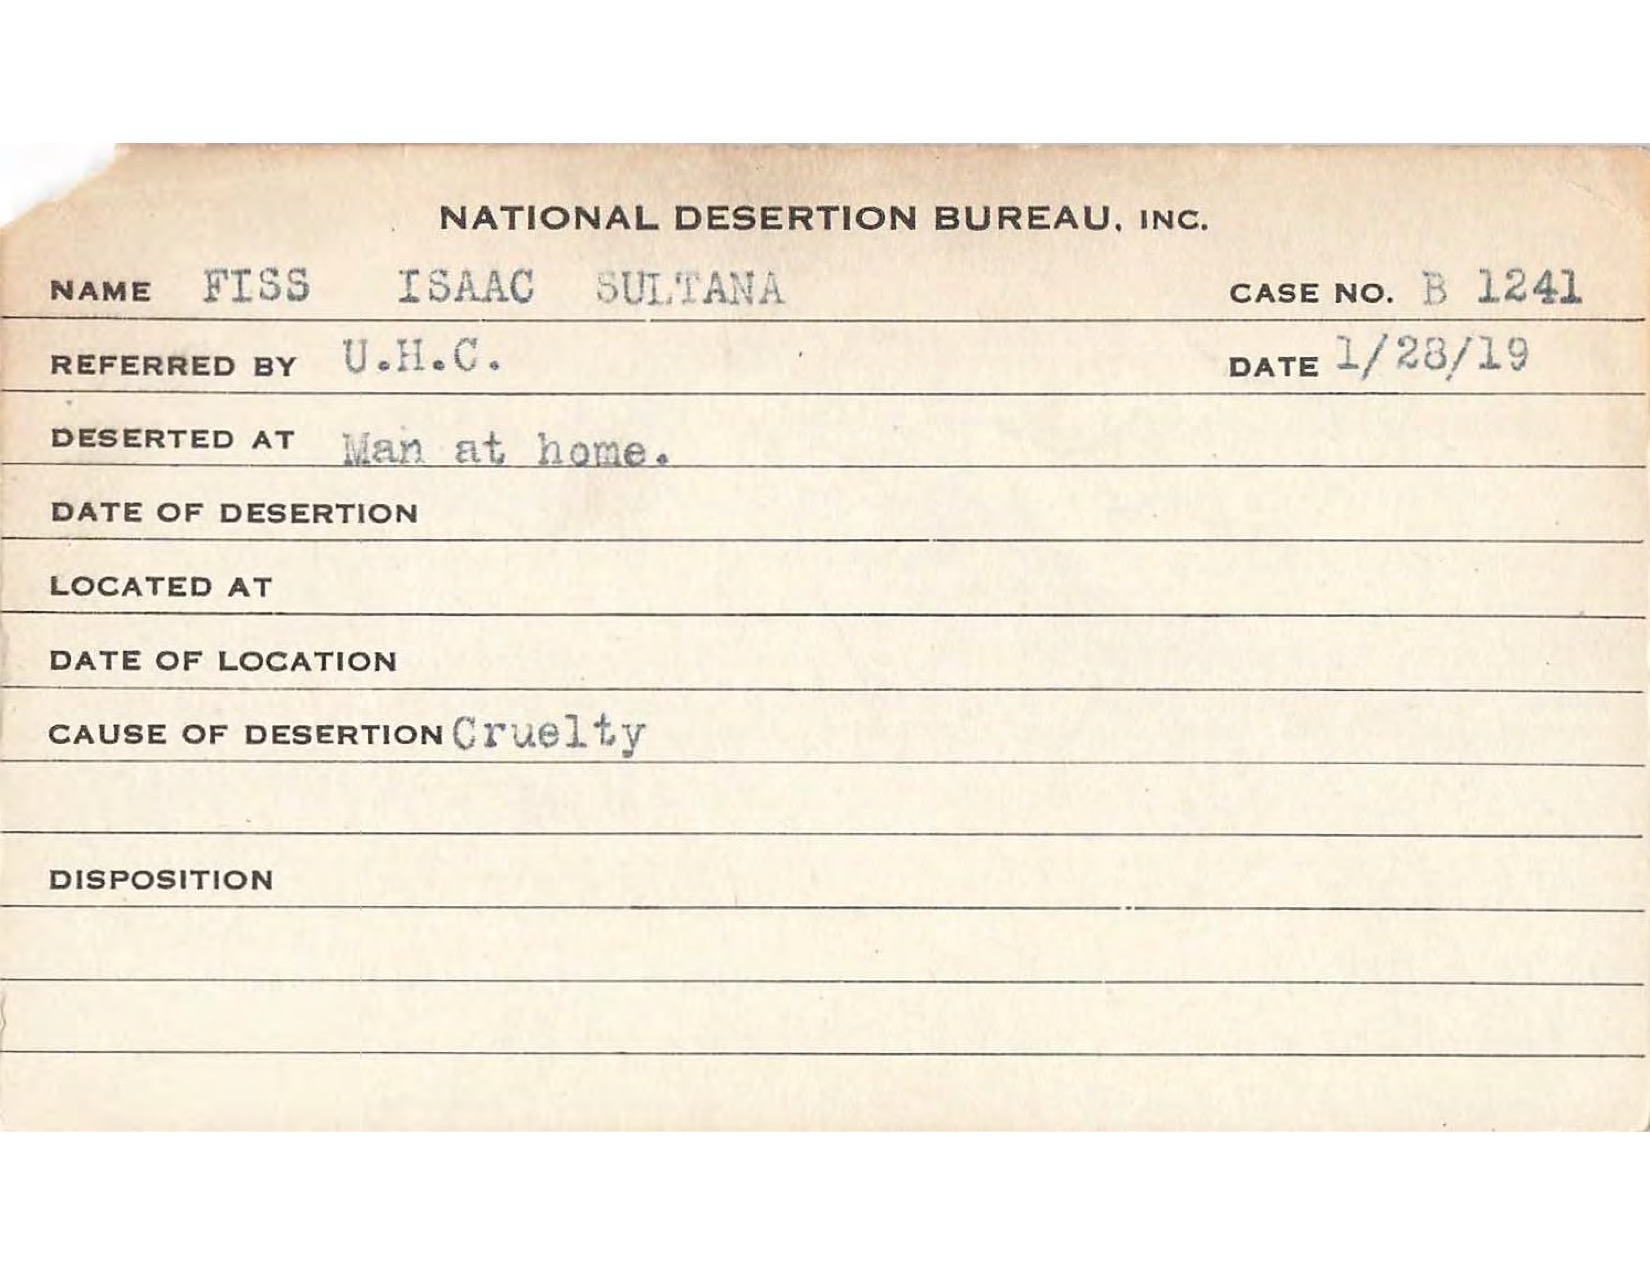 NATIONAL DESERTION BUREAU, INC.
NAME FISS ISAAC SULTANA CASE NO. B 1241
REFERRED BY U.H.C. DATE 1/28/19
DESERTED AT Man at home.
DATE OF DESERTION
LOCATED AT
DATE OF LOCATION
CAUSE OF DESERTION Cruelty
DISPOSITION